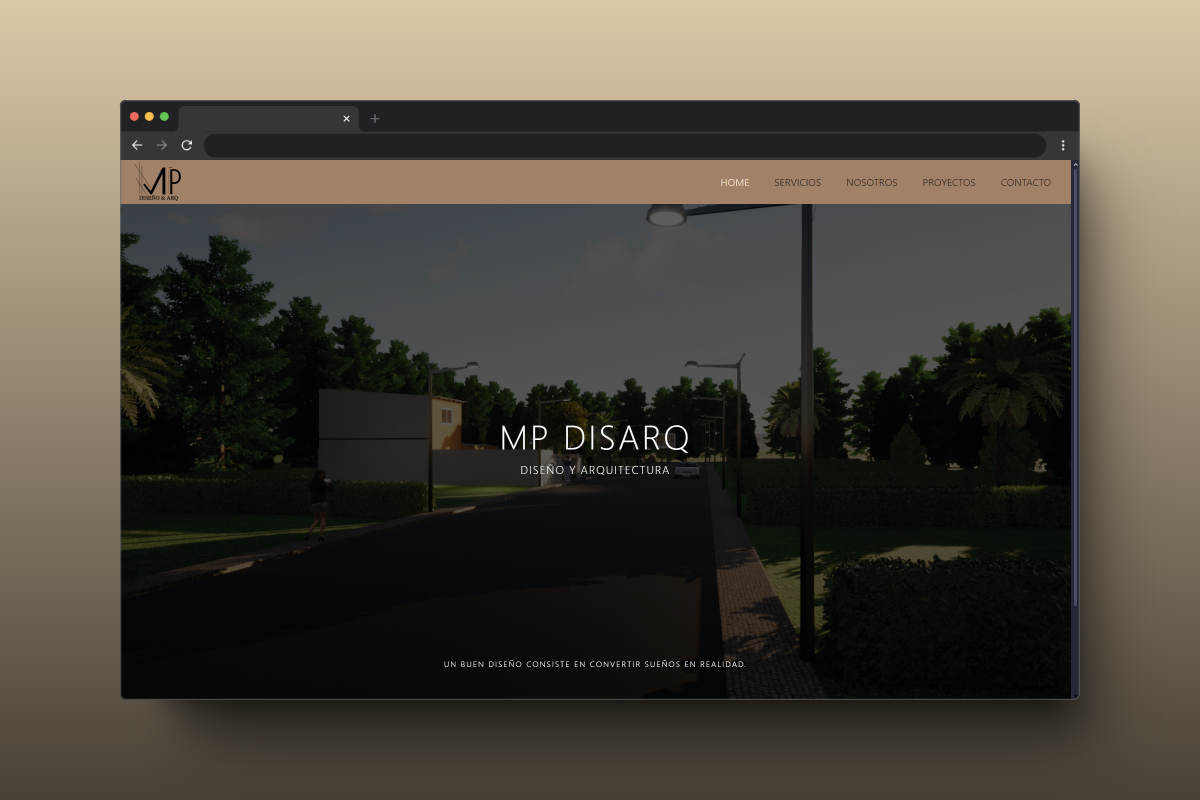 MP
DISEÑO & ARQ
HOME SERVICIOS NOSOTROS PROYECTOS CONTACTO
MP DISARQ
DISEÑO Y ARQUITECTURA
UN BUEN DISEÑO CONSISTE EN CONVERTIR SUEÑOS EN REALIDAD.